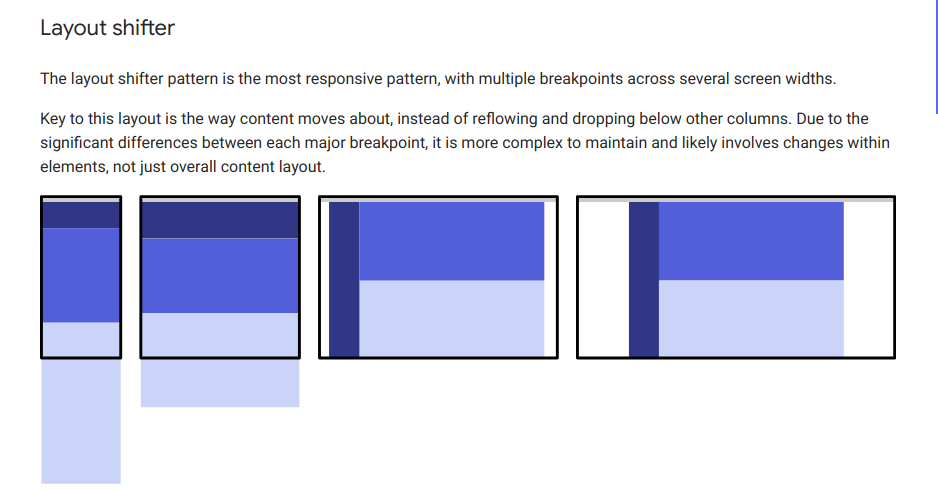 Layout shifter
The layout shifter pattern is the most responsive pattern, with multiple breakpoints across several screen widths.
Key to this layout is the way content moves about, instead of reflowing and dropping below other columns. Due to the
significant differences between each major breakpoint, it is more complex to maintain and likely involves changes within
elements, not just overall content layout.